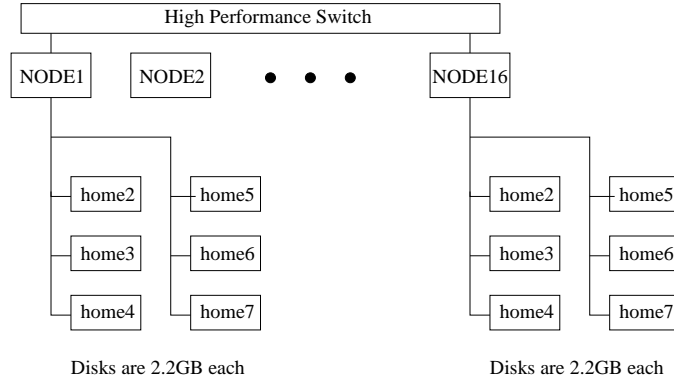 High Performance Switch
NODE1 NODE2 NODE16
home2 home5 home2 home5
home3 home6 home3 home6
home4 home7 home4 home7
Disks are 2.2GB each Disks are 2.2GB each